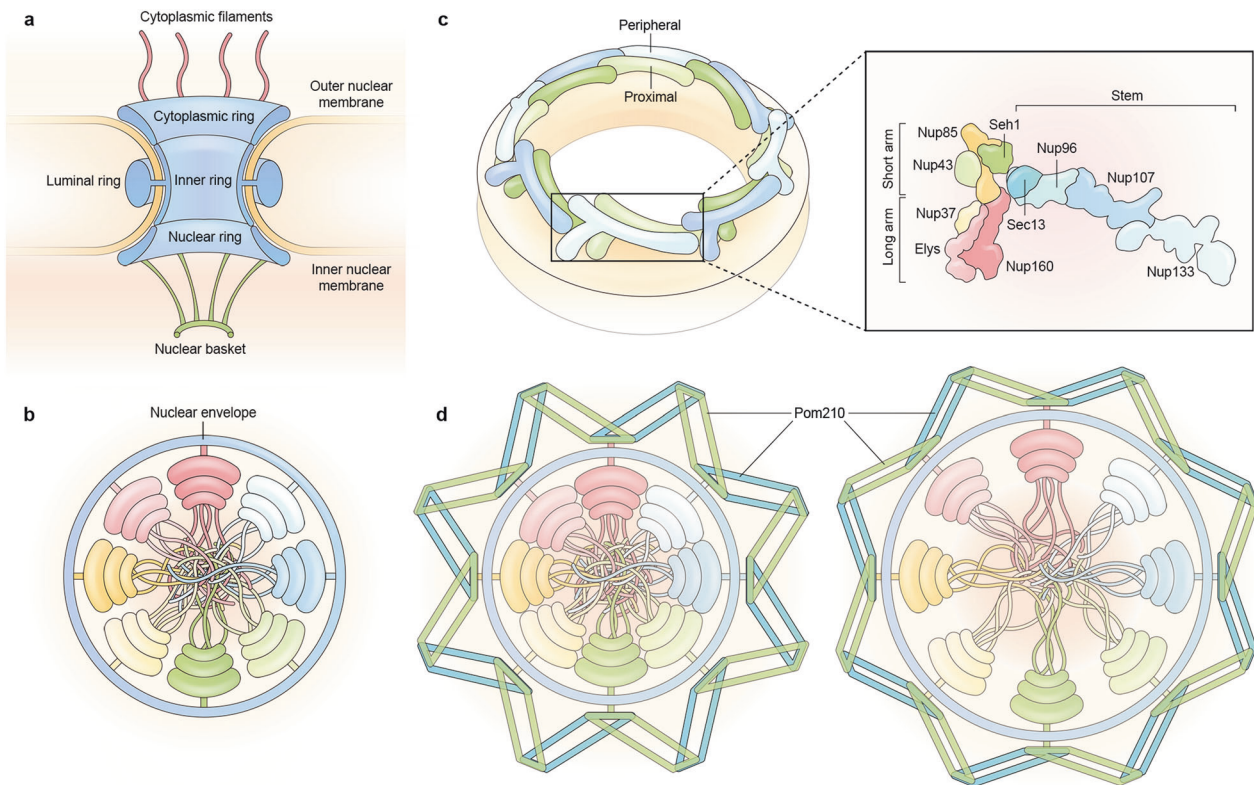 a
Cytoplasmic filaments
Outer nuclear
membrane
Cytoplasmic ring
Luminal ring
Inner ring
Nuclear ring
Inner nuclear
membrane
Nuclear basket
b
Nuclear envelope
c
Peripheral
Proximal
Stem
Short arm
Long arm
Nup85
Seh1
Nup96
Nup43
Nup107
Nup37
Sec13
Elys
Nup160
Nup133
d
Pom210